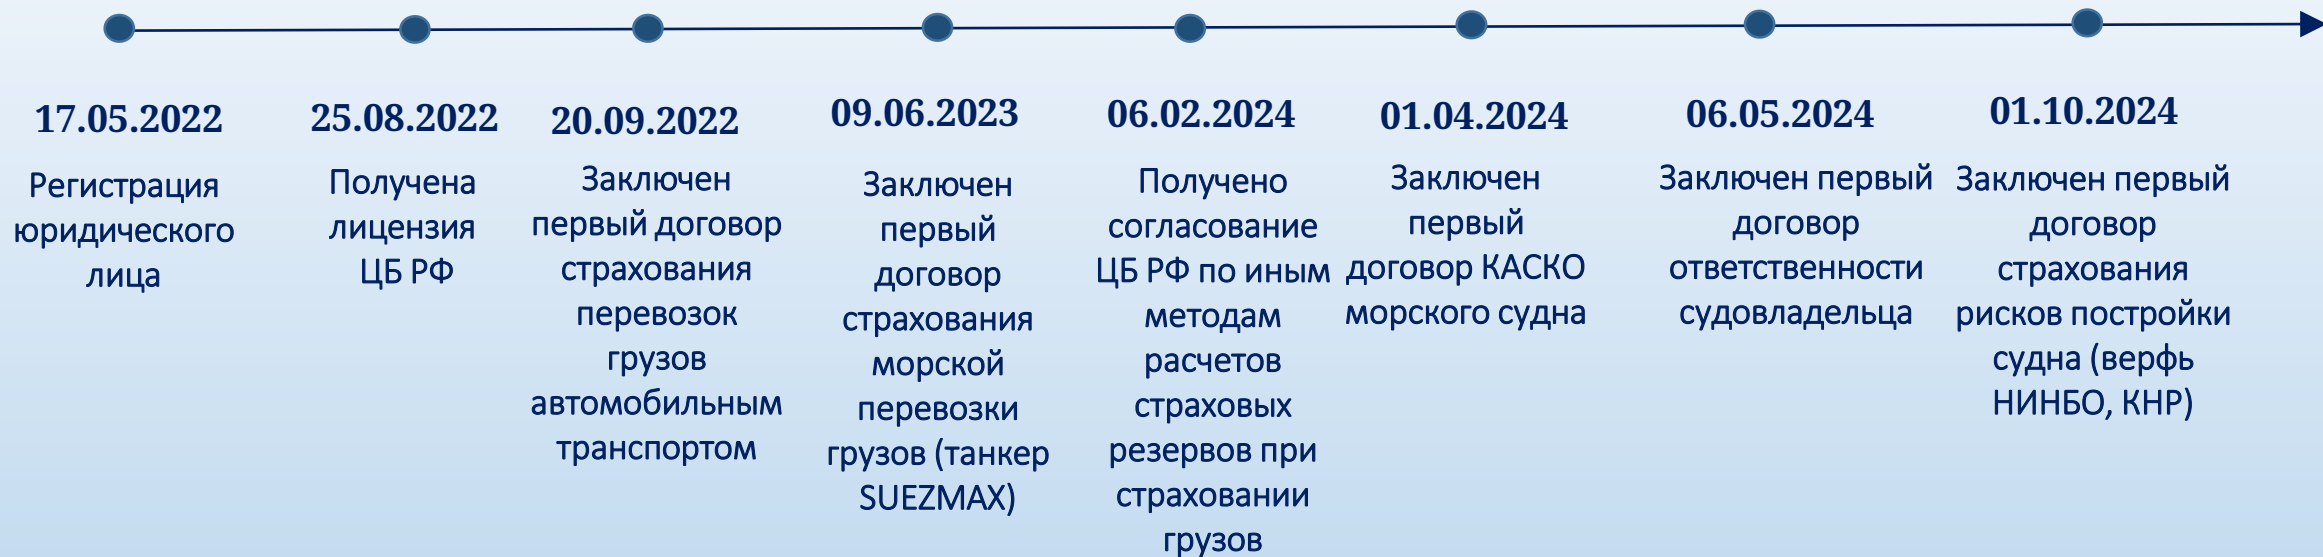 17.05.2022
Регистрация
юридического
лица
25.08.2022
Получена
лицензия
ЦБ РФ
20.09.2022
Заключен
первый договор
страхования
перевозок
грузов
автомобильным
транспортом
09.06.2023
Заключен
первый
договор
страхования
морской
перевозки
грузов (танкер
SUEZMAX)
06.02.2024
Получено
согласование
ЦБ РФ по иным
методам
расчетов
страховых
резервов при
страховании
грузов
01.04.2024
Заключен
первый
договор КАСКО
морского судна
06.05.2024
Заключен первый
договор
ответственности
судовладельца
01.10.2024
Заключен первый
договор
страхования
рисков постройки
судна (верфь
НИНБО, КНР)